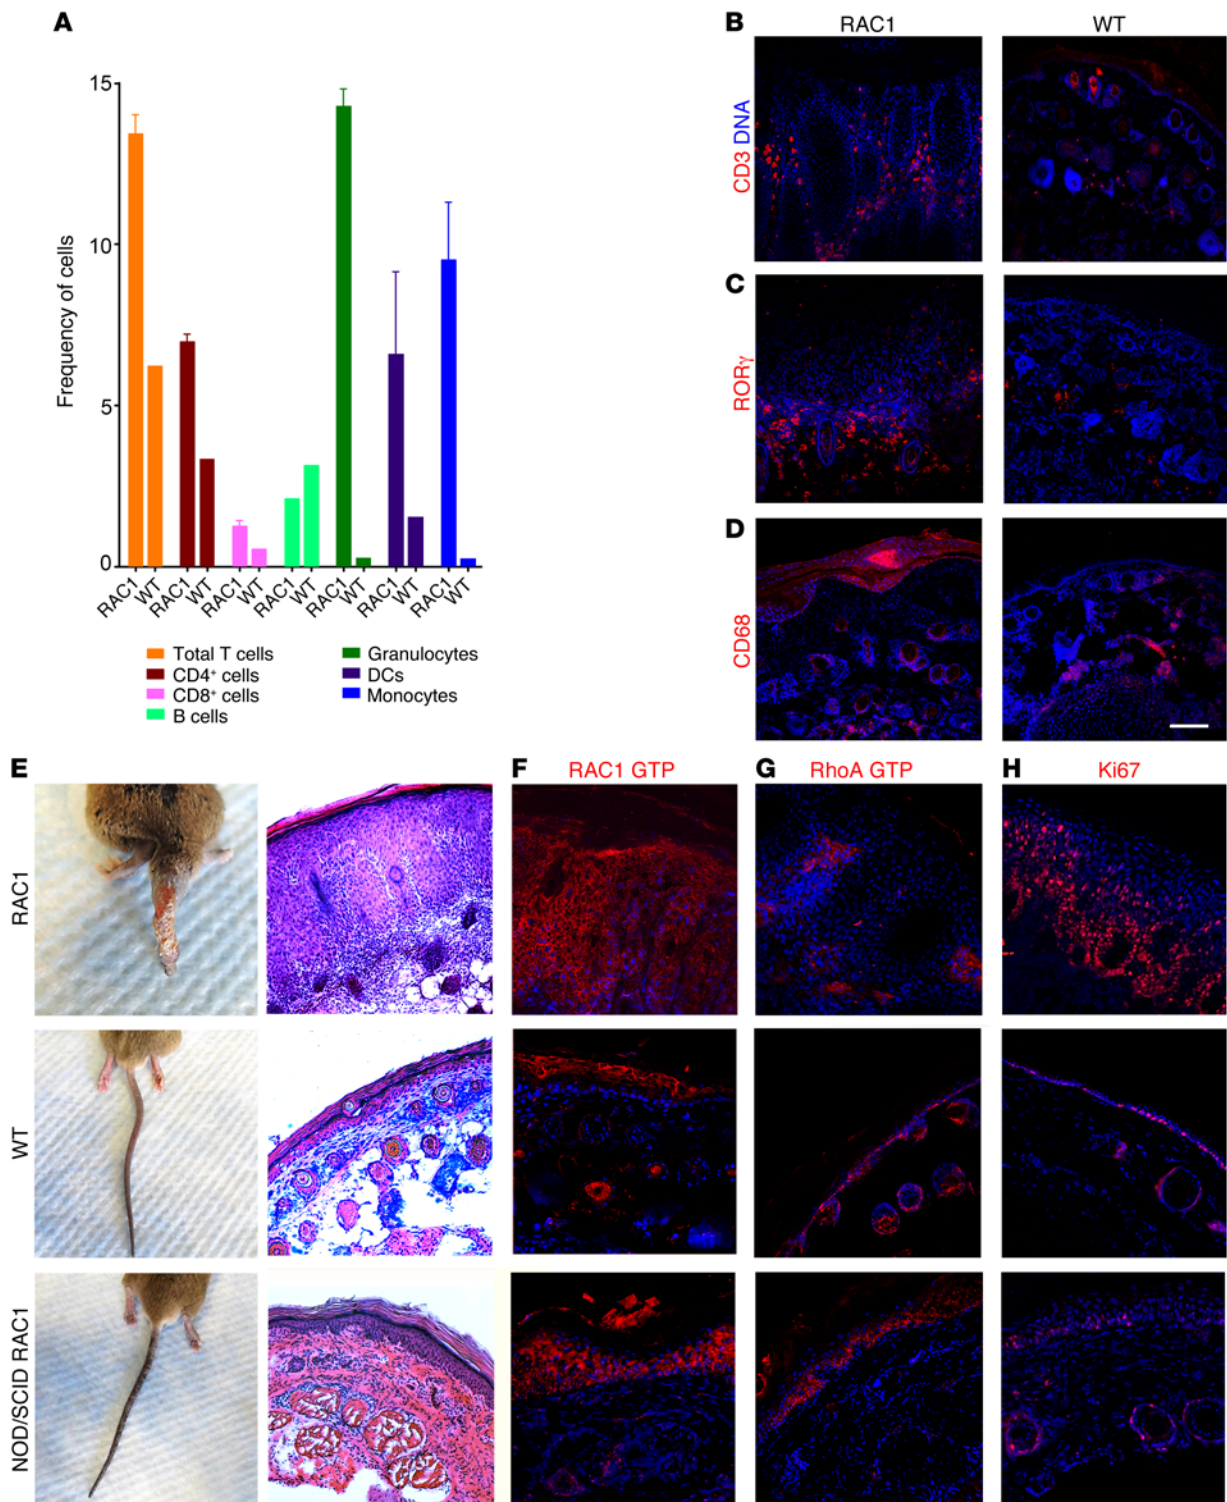 A
Frequency of cells
15
10
5
0
RAC1 WT RAC1 WT RAC1 WT RAC1 WT RAC1 WT RAC1 WT RAC1 WT
Total T cells
CD4⁺ cells
CD8⁺ cells
B cells
Granulocytes
DCs
Monocytes
B
RAC1
WT
CD3 DNA
C
RORγ
D
CD68
E
F
RAC1 GTP
G
RhoA GTP
H
Ki67
RAC1
WT
NOD/SCID RAC1